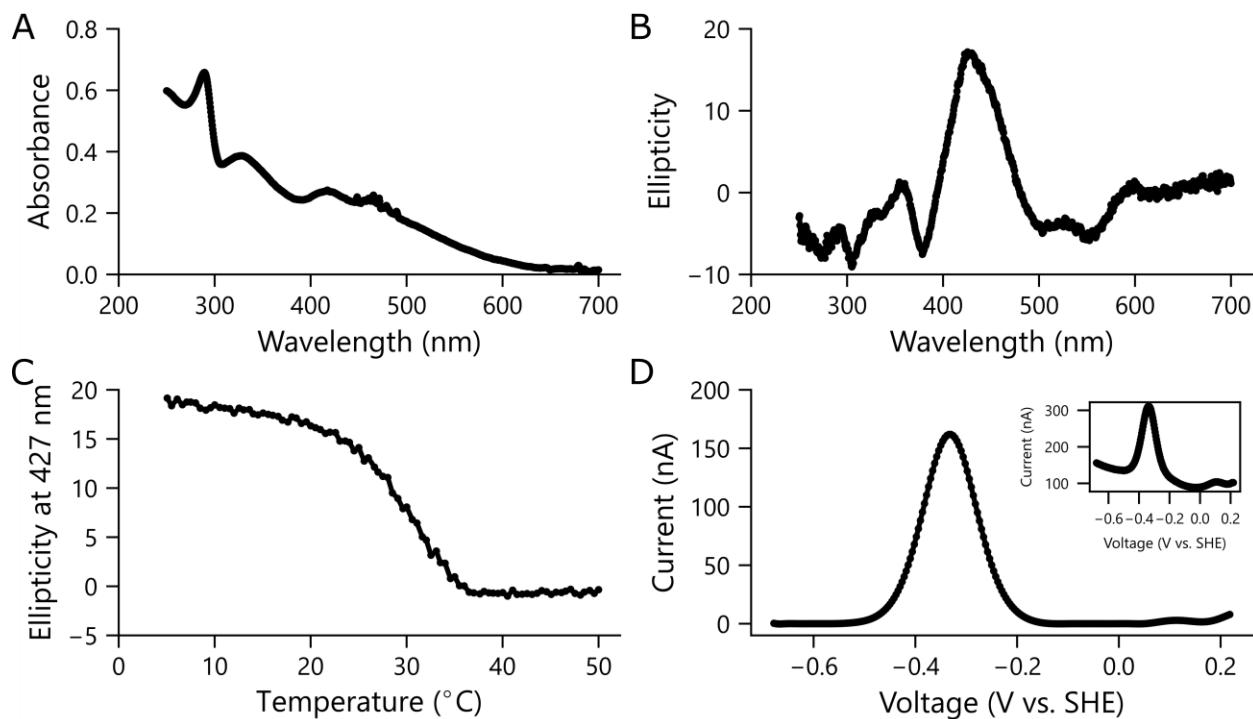 A
Absorbance
0.8
0.6
0.4
0.2
0.0
200 300 400 500 600 700
Wavelength (nm)
B
Ellipticity
20
10
0
−10
200 300 400 500 600 700
Wavelength (nm)
C
Ellipticity at 427 nm
20
15
10
5
0
−5
0 10 20 30 40 50
Temperature (°C)
D
Current (nA)
200
150
100
50
0
−0.6 −0.4 −0.2 0.0 0.2
Voltage (V vs. SHE)
Current (nA)
300
200
100
−0.6 −0.4 −0.2 0.0 0.2
Voltage (V vs. SHE)